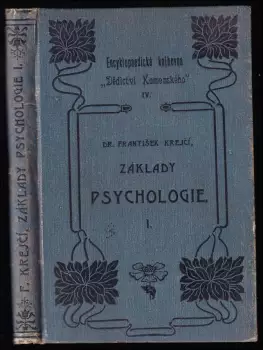 F. KREJČÍ, ZÁKLADY PSYCHOLOGIE I.
Encyklopaedická knihovna
„Dědictví Komenského“
IV.
DR. FRANTIŠEK KREJČÍ,
ZÁKLADY
PSYCHOLOGIE
I.